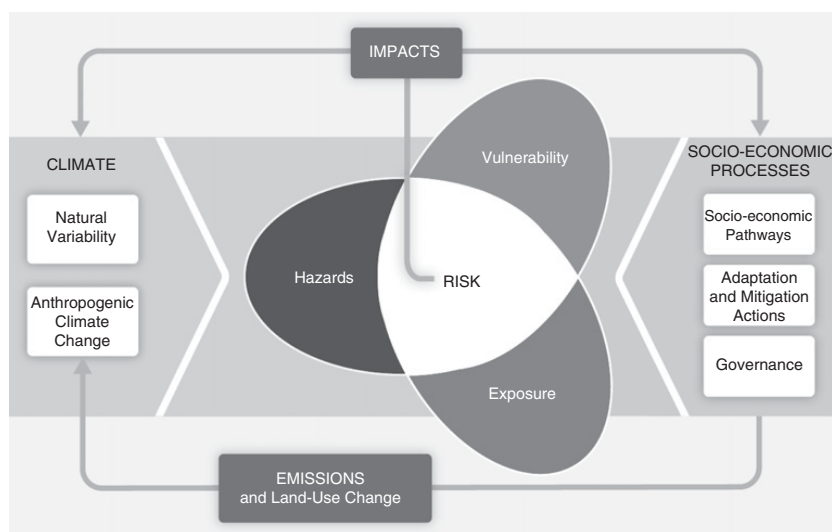 IMPACTS
CLIMATE
Natural
Variability
Anthropogenic
Climate
Change
Vulnerability
Hazards
RISK
Exposure
SOCIO-ECONOMIC
PROCESSES
Socio-economic
Pathways
Adaptation
and Mitigation
Actions
Governance
EMISSIONS
and Land-Use Change